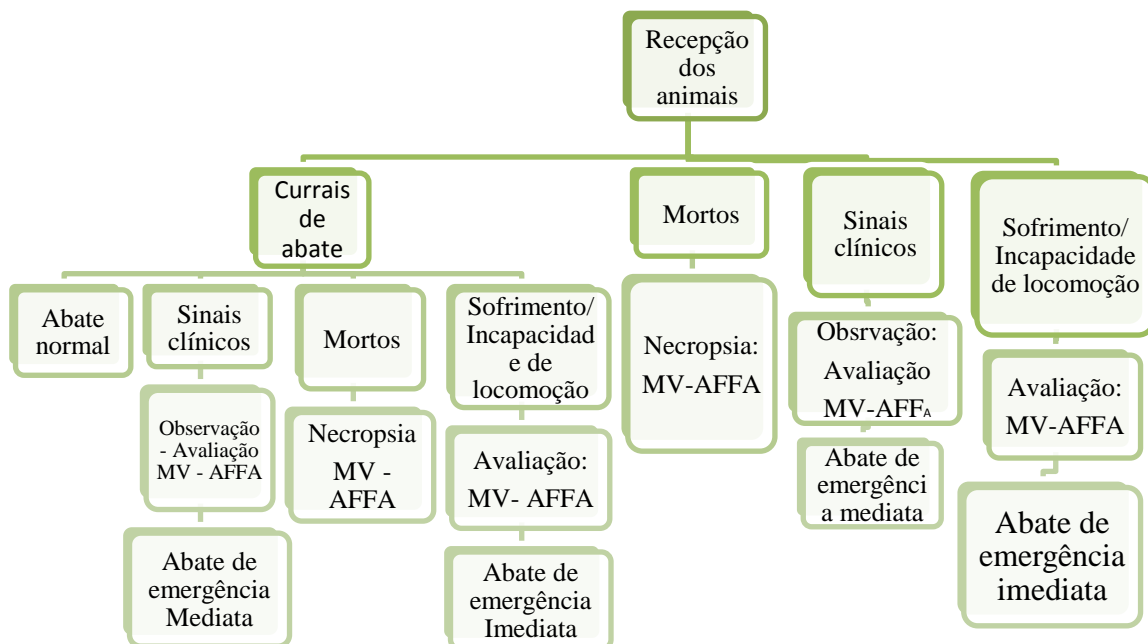 Recepção
dos
animais
Currais
de
abate
Mortos
Sinais
clínicos
Sofrimento/
Incapacidade
de locomoção
Abate
normal
Sinais
clínicos
Mortos
Sofrimento/
Incapacidad
e de
locomoção
Necropsia:
MV-AFFA
Obsrvação:
Avaliação
MV-AFFA
Avaliação:
MV-AFFA
Observação
- Avaliação
MV - AFFA
Necropsia
MV -
AFFA
Avaliação:
MV- AFFA
Abate de
emergênci
a mediata
Abate de
emergência
imediata
Abate de
emergência
Mediata
Abate de
emergência
Imediata